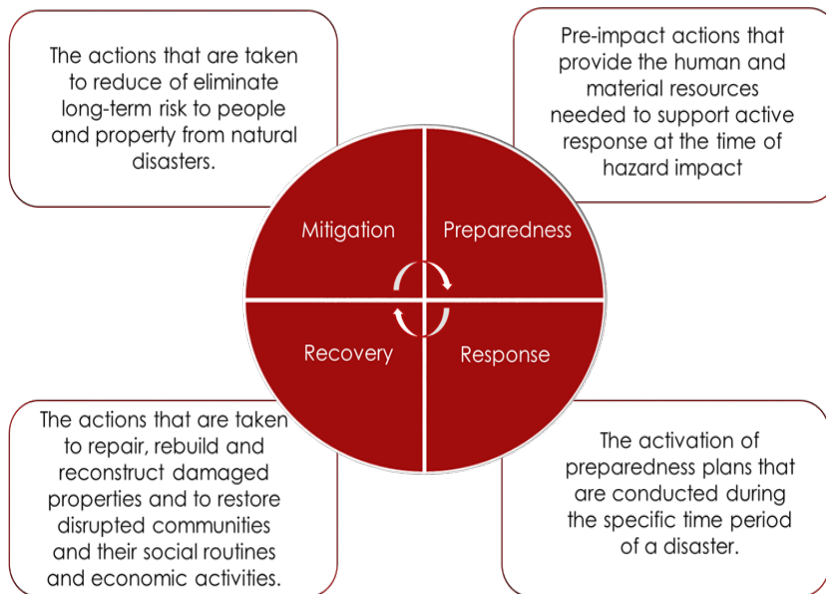 The actions that are taken
to reduce of eliminate
long-term risk to people
and property from natural
disasters.
Pre-impact actions that
provide the human and
material resources
needed to support active
response at the time of
hazard impact
Mitigation
Preparedness
Recovery
Response
The actions that are taken
to repair, rebuild and
reconstruct damaged
properties and to restore
disrupted communities
and their social routines
and economic activities.
The activation of
preparedness plans that
are conducted during
the specific time period
of a disaster.